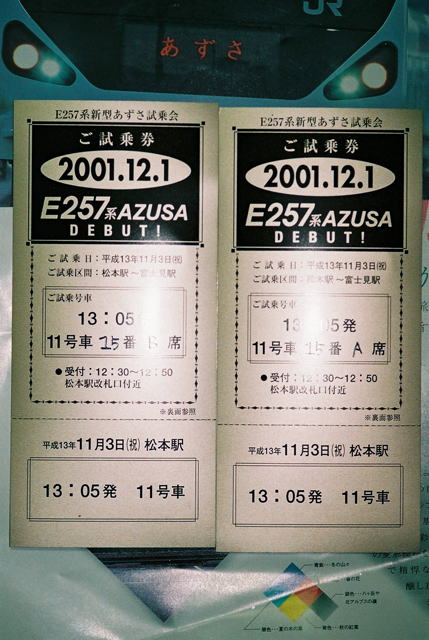 JR
あずさ
E257系新型あずさ試乗会
ご試乗券
2001.12.1
E257系AZUSA
DEBUT!
ご試乗日：平成13年11月3日(祝)
ご試乗区間：松本駅～富士見駅
ご試乗号車
13：05
11号車 15番 B 席
●受付：12：30～12：50
松本駅改札口付近
※裏面参照
平成13年11月3日(祝) 松本駅
13：05発 11号車
E257系新型あずさ試乗会
ご試乗券
2001.12.1
E257系AZUSA
DEBUT!
ご試乗日：平成13年11月3日(祝)
ご試乗区間：松本駅～富士見駅
ご試乗号車
13：05発
11号車 15番 A 席
●受付：12：30～12：50
松本駅改札口付近
※裏面参照
平成13年11月3日(祝) 松本駅
13：05発 11号車